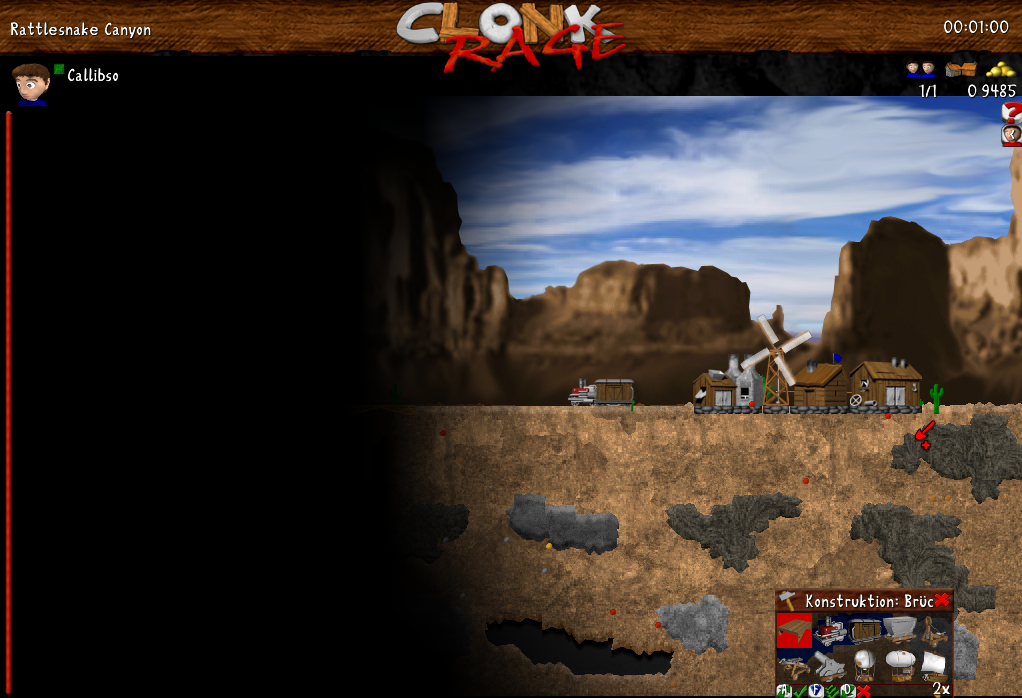 Rattlesnake Canyon
CLONK
RAGE
00:01:00
Callibso
1/1
0 9485
?
Konstruktion: Brüc
2x